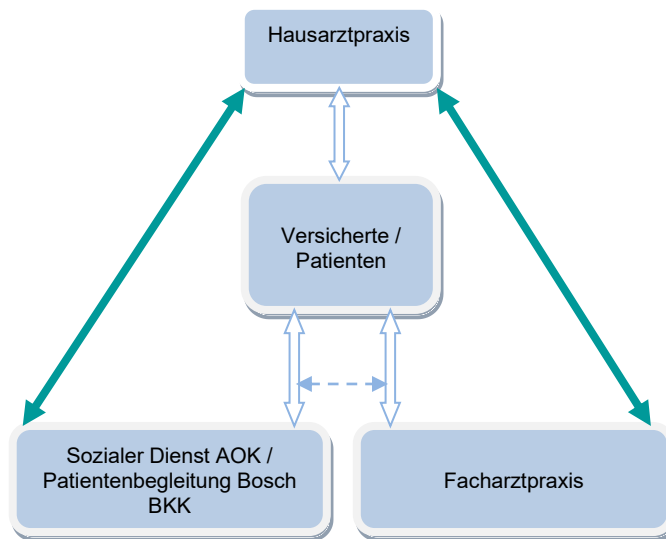 Hausarztpraxis
Versicherte /
Patienten
Sozialer Dienst AOK /
Patientenbegleitung Bosch
BKK
Facharztpraxis